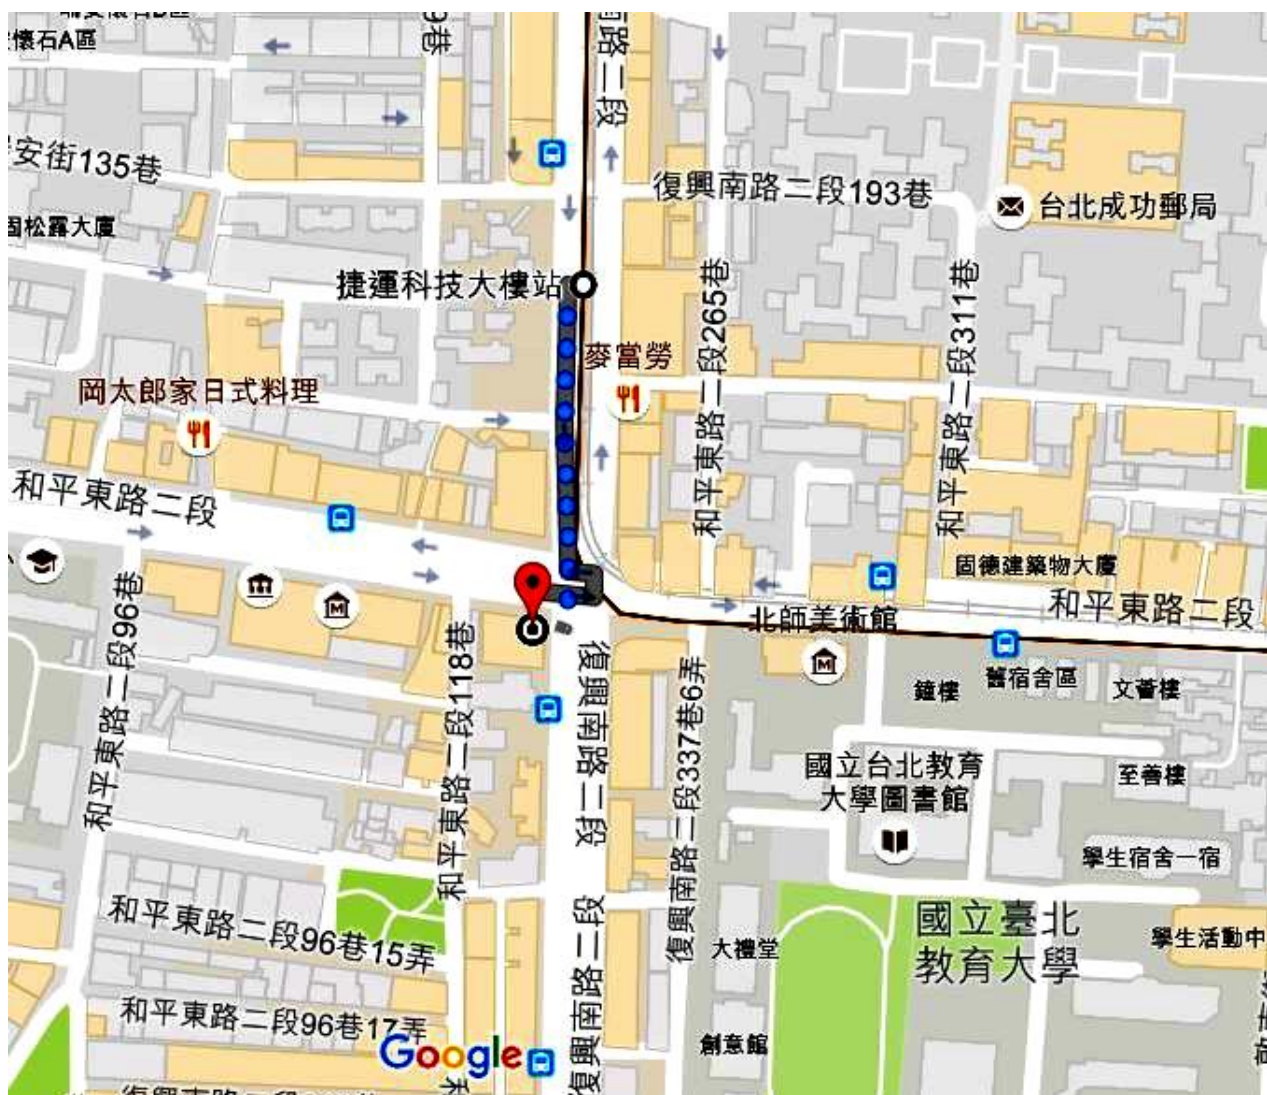 懷石A區
6巷
南路二段
安街135巷
復興南路二段193巷
台北成功郵局
固松露大廈
捷運科技大樓站
和平東路二段265巷
和平東路二段311巷
麥當勞
岡太郎家日式料理
和平東路二段
固德建築物大廈
和平東路二段
北師美術館
和平東路二段96巷
和平東路二段118巷
復興南路二段
復興南路二段337巷6弄
鐘樓
舊宿舍區
文薈樓
國立台北教育
大學圖書館
至善樓
學生宿舍一宿
和平東路二段96巷15弄
復興南路二段
大禮堂
國立臺北
教育大學
學生活動中
和平東路二段96巷17弄
Google
創意館